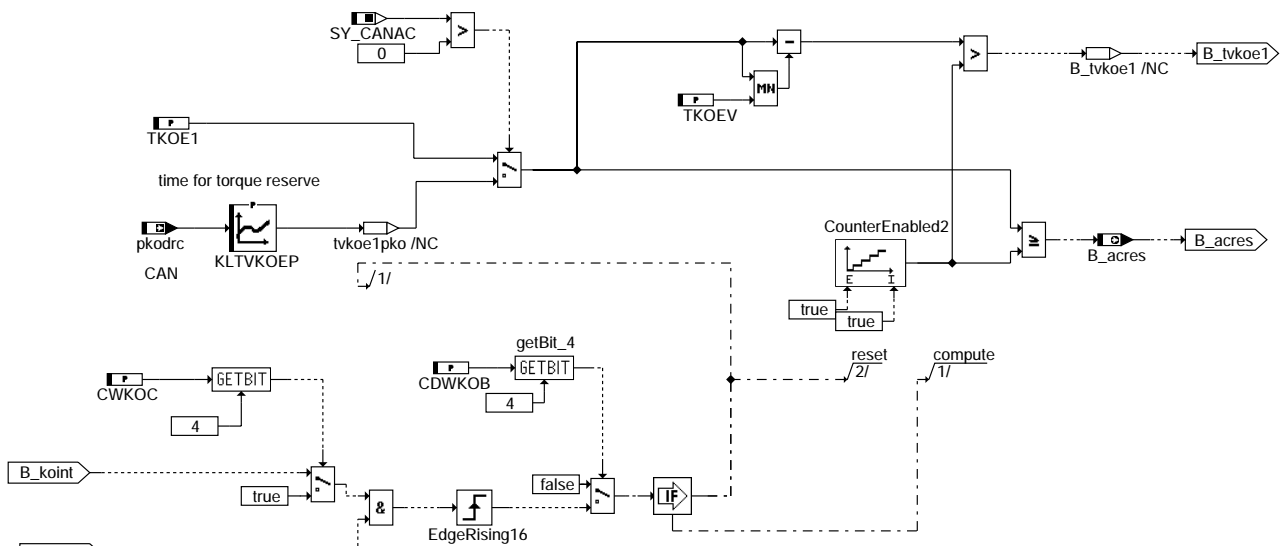 SY_CANAC
>
0
-
>
B_tvkoe1 /NC
B_tvkoe1
P
MN
P
TKOEV
TKOE1
time for torque reserve
P
pkodrc
CAN
KLTVKOEP
tvkoe1pko /NC
CounterEnabled2
E I
true
true
≥
B_acres
B_acres
1/
reset
2/
compute
1/
getBit_4
P
CWKOC
GETBIT
4
P
CDWKOB
GETBIT
4
B_koint
true
&
EdgeRising16
false
IF